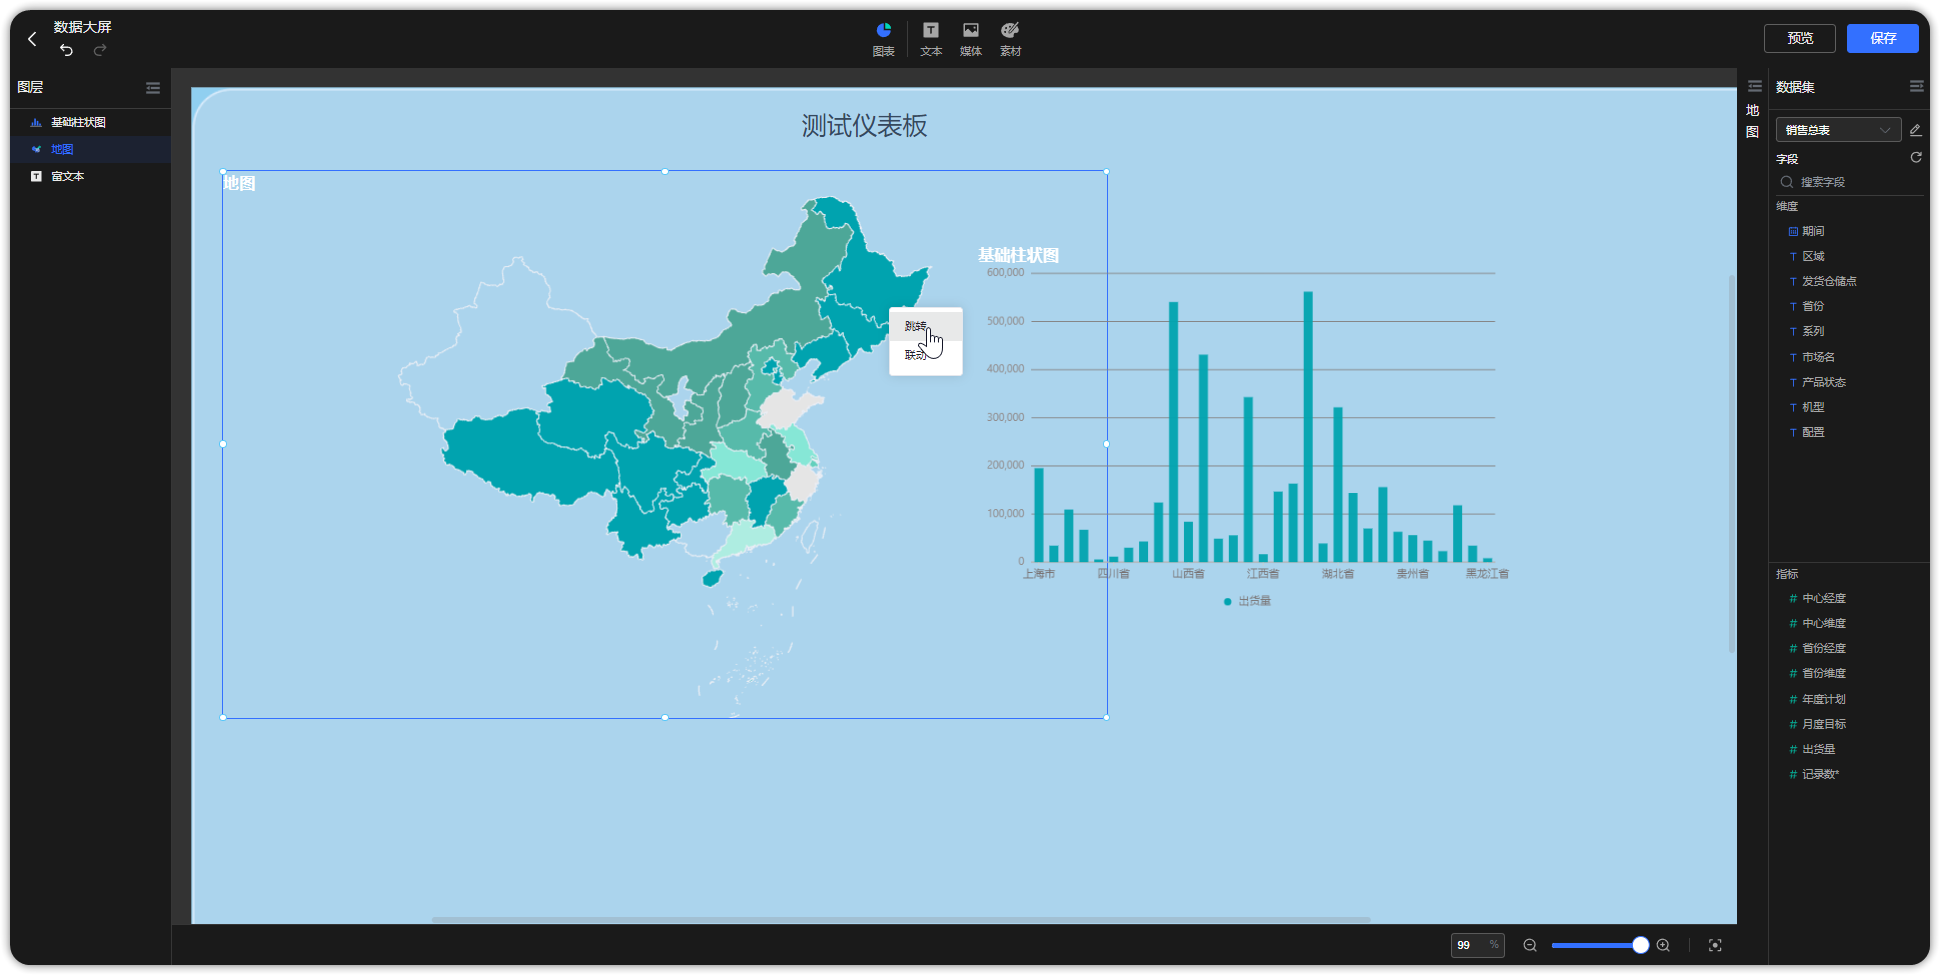 数据大屏
图表
文本
媒体
素材
预览
保存
图层
基础柱状图
地图
富文本
测试仪表板
地图
跳转
联动
基础柱状图
600,000
500,000
400,000
300,000
200,000
100,000
0
上海市
四川省
山西省
江西省
湖北省
贵州省
黑龙江省
出货量
地图
数据集
销售总表
字段
搜索字段
维度
期间
T 区域
T 发货仓储点
T 省份
T 系列
T 市场名
T 产品状态
T 机型
T 配置
指标
# 中心经度
# 中心维度
# 省份经度
# 省份维度
# 年度计划
# 月度目标
# 出货量
# 记录数*
99 %